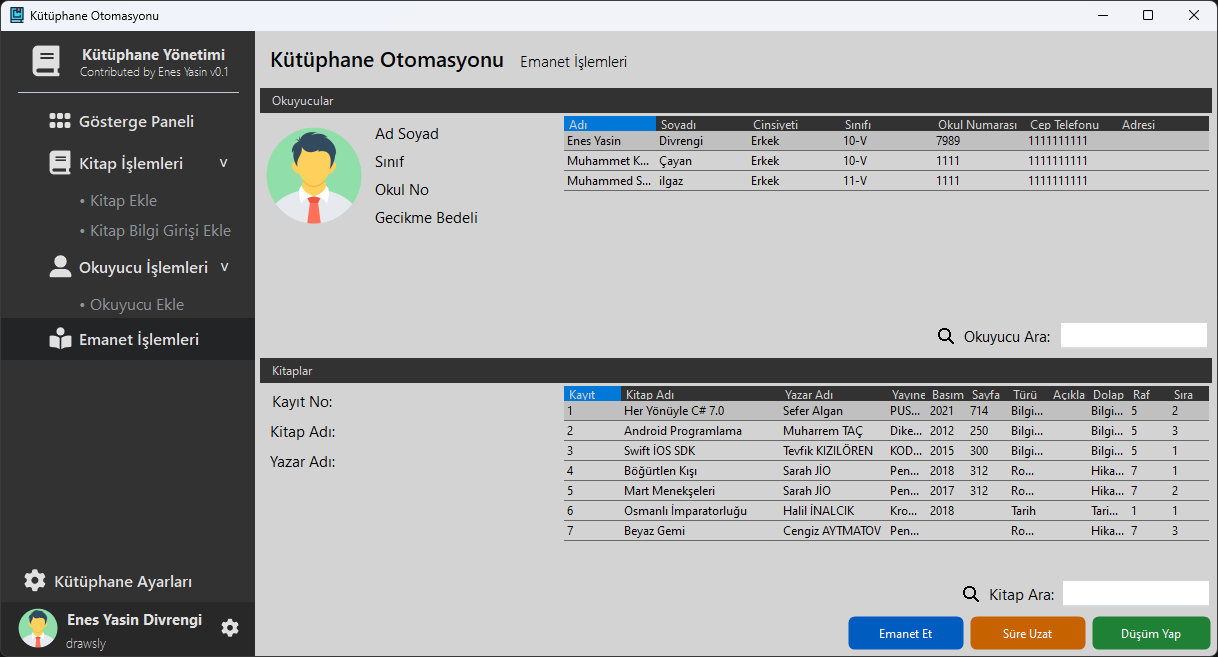 Kütüphane Otomasyonu
Kütüphane Yönetimi
Contributed by Enes Yasin v0.1
Gösterge Paneli
Kitap İşlemleri v
• Kitap Ekle
• Kitap Bilgi Girişi Ekle
Okuyucu İşlemleri v
• Okuyucu Ekle
Emanet İşlemleri
Kütüphane Ayarları
Enes Yasin Divrengi
drawsly
Kütüphane Otomasyonu Emanet İşlemleri
Okuyucular
Ad Soyad
Sınıf
Okul No
Gecikme Bedeli
Adı Soyadı Cinsiyeti Sınıfı Okul Numarası Cep Telefonu Adresi
Enes Yasin Divrengi Erkek 10-V 7989 1111111111
Muhammet K... Çayan Erkek 10-V 1111 1111111111
Muhammed S... ilgaz Erkek 11-V 1111 1111111111
Okuyucu Ara:
Kitaplar
Kayıt No:
Kitap Adı:
Yazar Adı:
Kayıt Kitap Adı Yazar Adı Yayıne Basım Sayfa Türü Açıkla Dolap Raf Sıra
1 Her Yönüyle C# 7.0 Sefer Algan PUS... 2021 714 Bilgi... Bilgi... 5 2
2 Android Programlama Muharrem TAÇ Dike... 2012 250 Bilgi... Bilgi... 5 3
3 Swift İOS SDK Tevfik KIZILÖREN KOD... 2015 300 Bilgi... Bilgi... 5 1
4 Böğürtlen Kışı Sarah JİO Pen... 2018 312 Ro... Hika... 7 1
5 Mart Menekşeleri Sarah JİO Pen... 2017 312 Ro... Hika... 7 2
6 Osmanlı İmparatorluğu Halil İNALCIK Kro... 2018 Tarih Tari... 1 1
7 Beyaz Gemi Cengiz AYTMATOV Pen... Ro... Hika... 7 3
Kitap Ara:
Emanet Et Süre Uzat Düşüm Yap